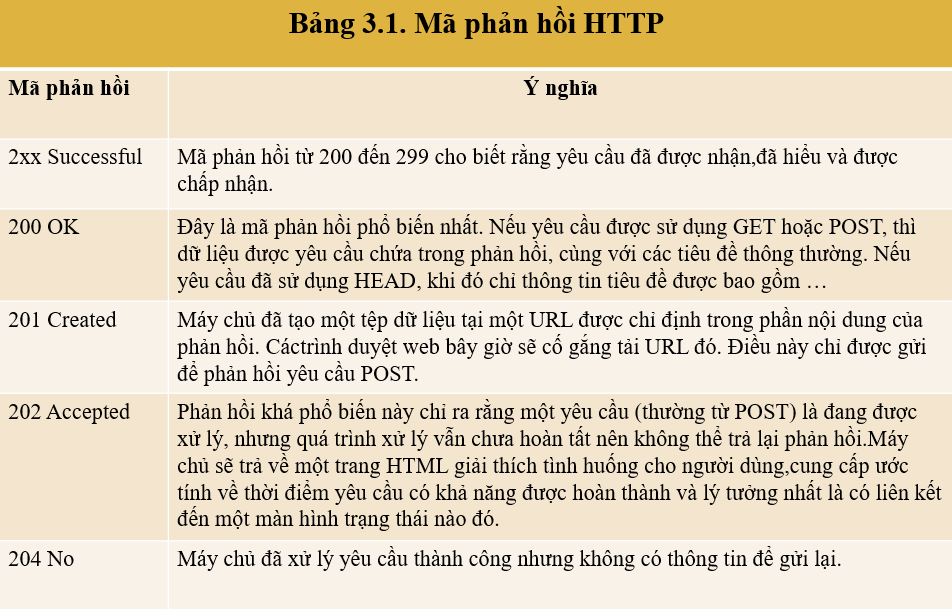 Bảng 3.1. Mã phản hồi HTTP
Mã phản hồi
Ý nghĩa
2xx Successful
Mã phản hồi từ 200 đến 299 cho biết rằng yêu cầu đã được nhận,đã hiểu và được
chấp nhận.
200 OK
Đây là mã phản hồi phổ biến nhất. Nếu yêu cầu được sử dụng GET hoặc POST, thì
dữ liệu được yêu cầu chứa trong phản hồi, cùng với các tiêu đề thông thường. Nếu
yêu cầu đã sử dụng HEAD, khi đó chỉ thông tin tiêu đề được bao gồm …
201 Created
Máy chủ đã tạo một tệp dữ liệu tại một URL được chỉ định trong phần nội dung của
phản hồi. Cáctrình duyệt web bây giờ sẽ cố gắng tải URL đó. Điều này chỉ được gửi
để phản hồi yêu cầu POST.
202 Accepted
Phản hồi khá phổ biến này chỉ ra rằng một yêu cầu (thường từ POST) là đang được
xử lý, nhưng quá trình xử lý vẫn chưa hoàn tất nên không thể trả lại phản hồi.Máy
chủ sẽ trả về một trang HTML giải thích tình huống cho người dùng,cung cấp ước
tính về thời điểm yêu cầu có khả năng được hoàn thành và lý tưởng nhất là có liên kết
đến một màn hình trạng thái nào đó.
204 No
Máy chủ đã xử lý yêu cầu thành công nhưng không có thông tin để gửi lại.